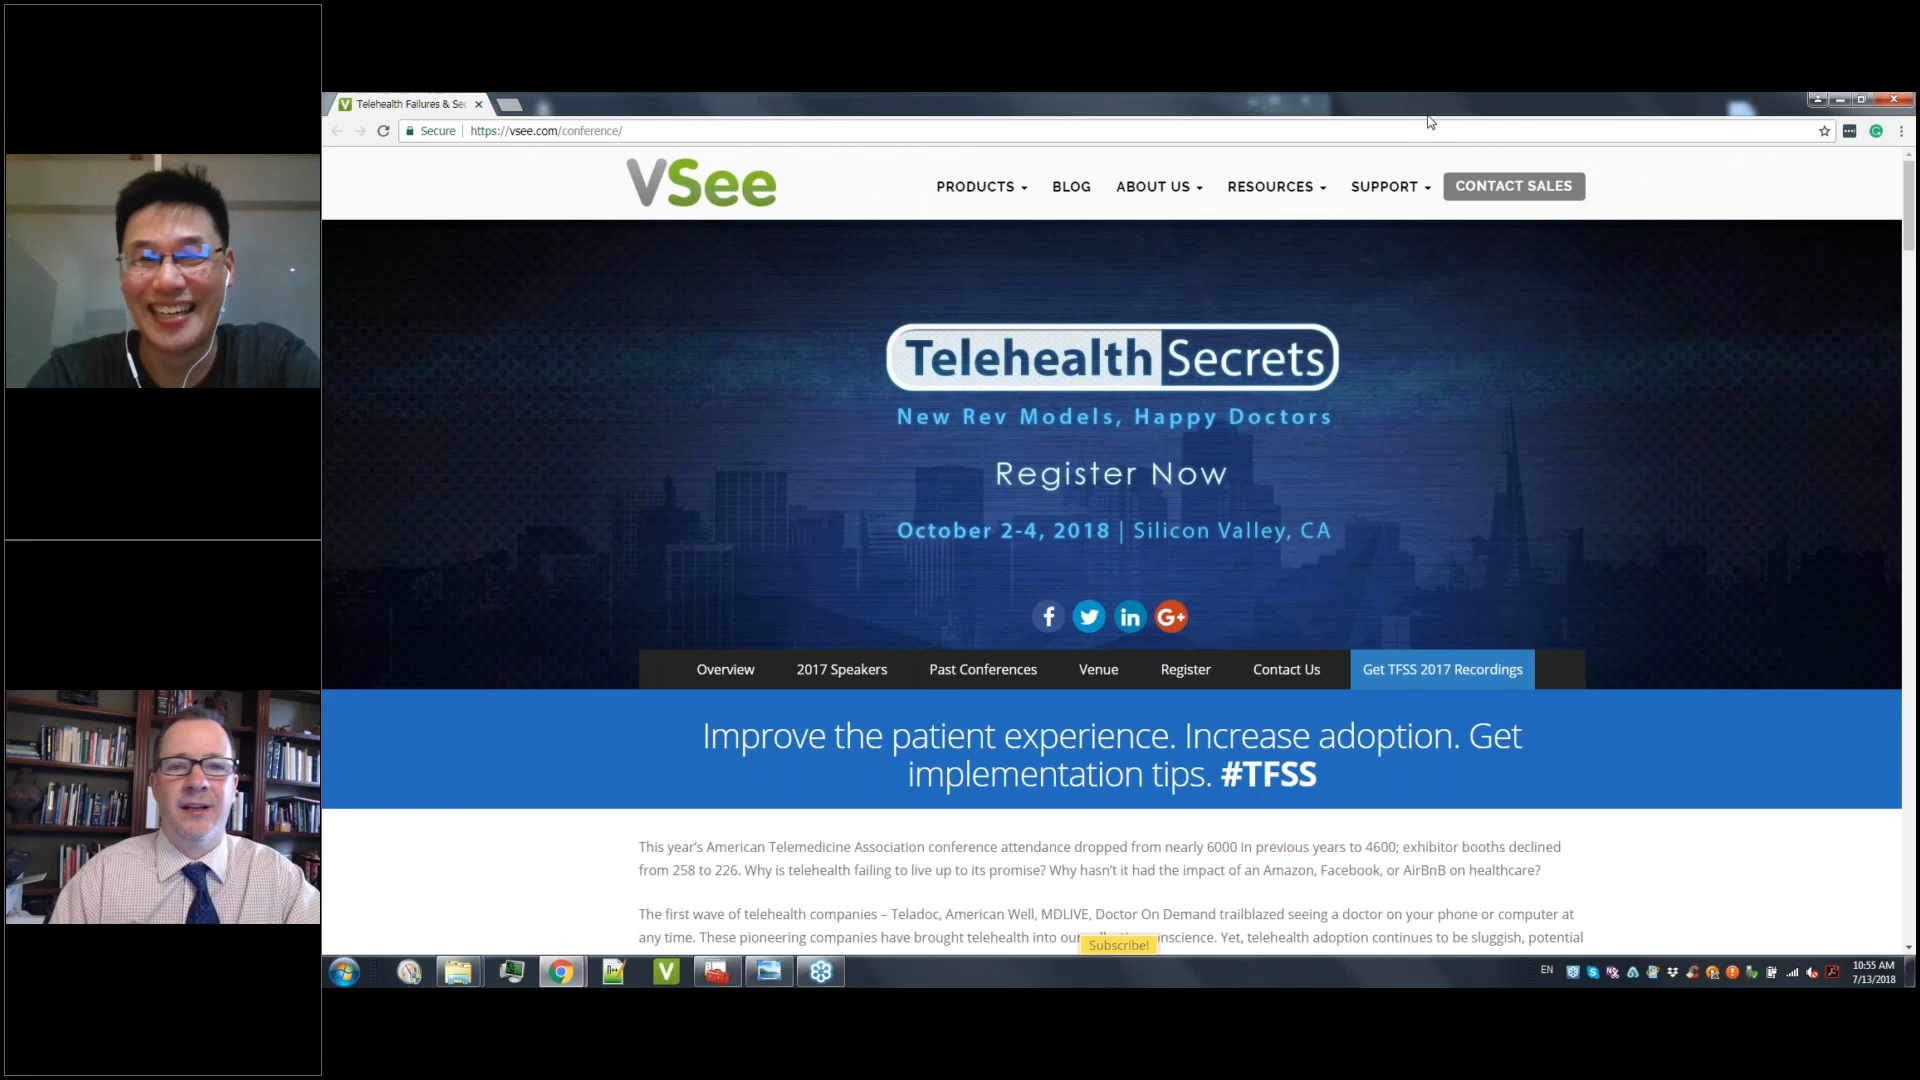 Telehealth Failures & Sec
Secure
https://vsee.com/conference/
VSee
PRODUCTS
BLOG
ABOUT US
RESOURCES
SUPPORT
CONTACT SALES
Telehealth Secrets
New Rev Models, Happy Doctors
Register Now
October 2-4, 2018 | Silicon Valley, CA
f
in
G+
Overview
2017 Speakers
Past Conferences
Venue
Register
Contact Us
Get TFSS 2017 Recordings
Improve the patient experience. Increase adoption. Get
implementation tips. #TFSS
This year's American Telemedicine Association conference attendance dropped from nearly 6000 in previous years to 4600; exhibitor booths declined
from 258 to 226. Why is telehealth failing to live up to its promise? Why hasn't it had the impact of an Amazon, Facebook, or AirBnB on healthcare?
The first wave of telehealth companies – Teladoc, American Well, MDLIVE, Doctor On Demand trailblazed seeing a doctor on your phone or computer at
any time. These pioneering companies have brought telehealth into our nscience. Yet, telehealth adoption continues to be sluggish, potential
Subscribe!
EN
10:55 AM
7/13/2018